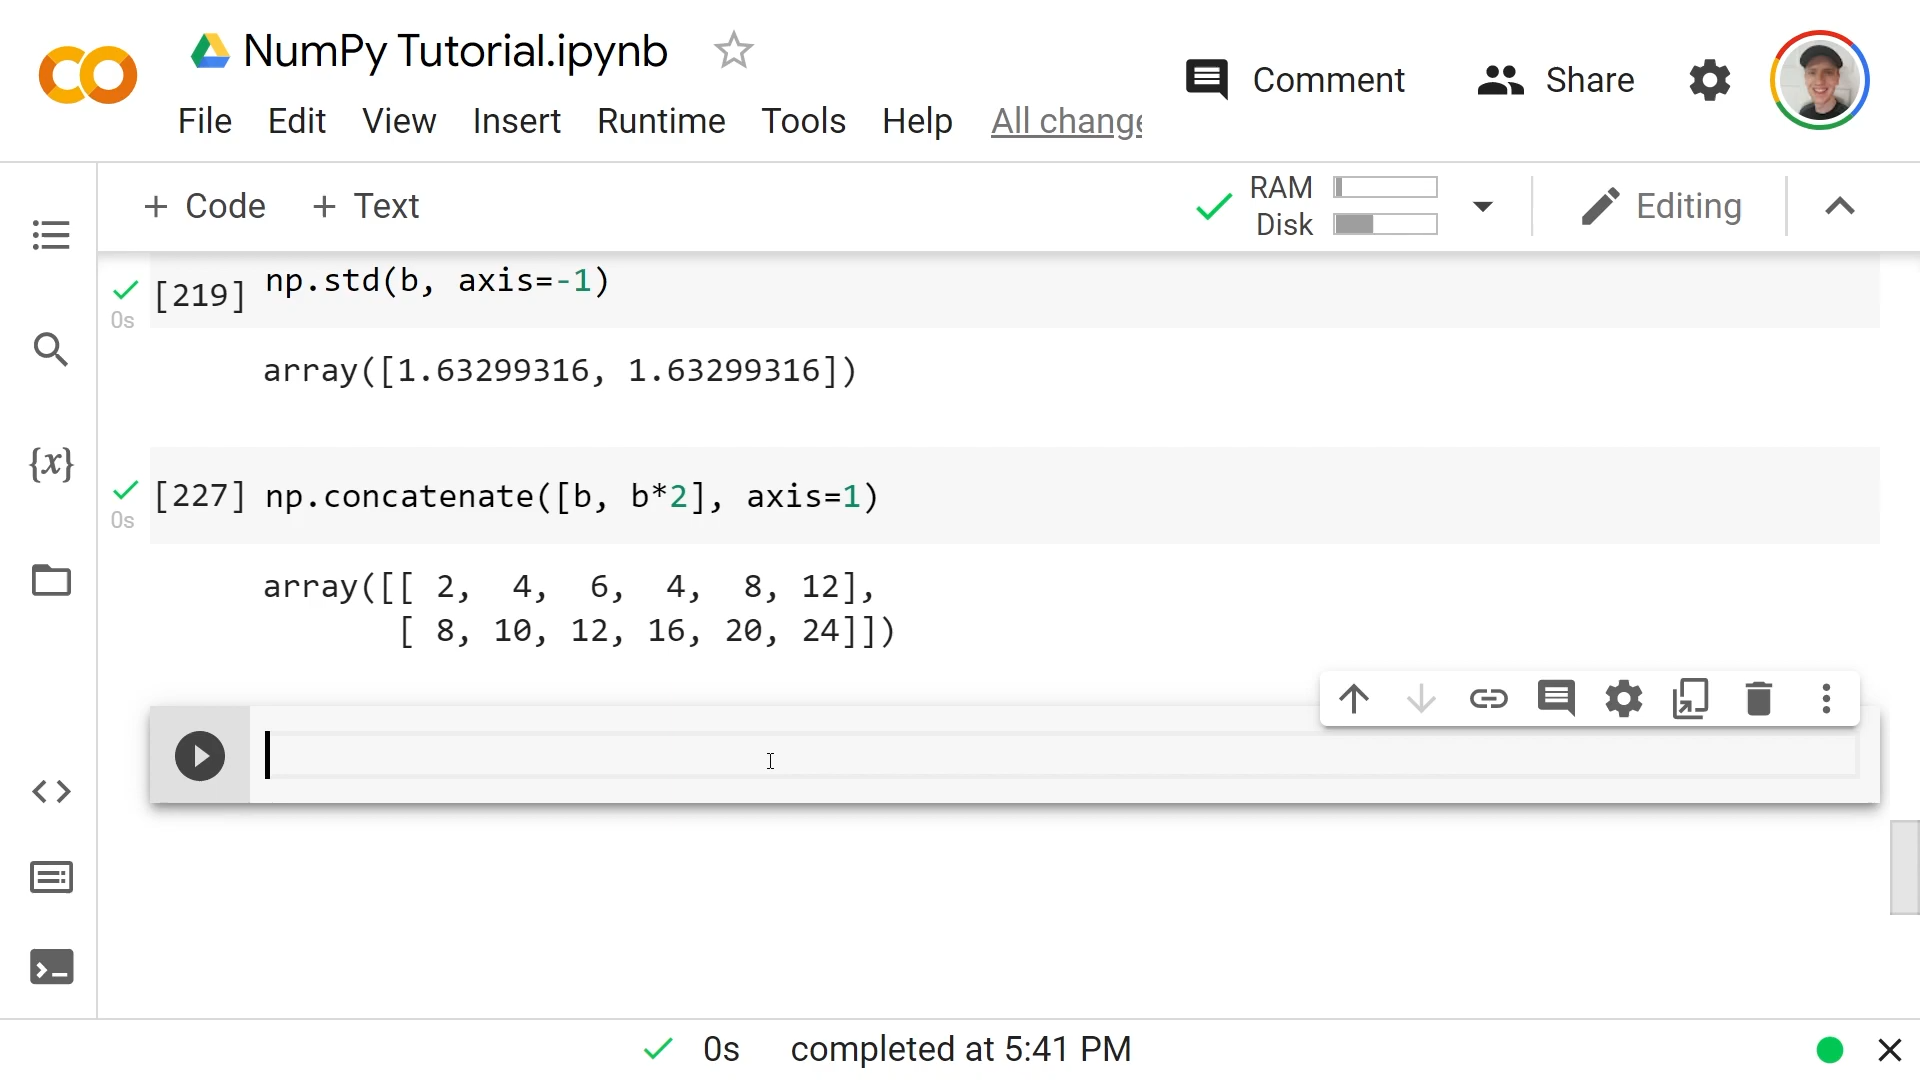 NumPy Tutorial.ipynb
Comment
Share
File Edit View Insert Runtime Tools Help All change
+ Code + Text
RAM
Disk
Editing
[219] np.std(b, axis=-1)
0s
array([1.63299316, 1.63299316])
{x}
[227] np.concatenate([b, b*2], axis=1)
0s
array([[ 2, 4, 6, 4, 8, 12],
[ 8, 10, 12, 16, 20, 24]])
0s completed at 5:41 PM